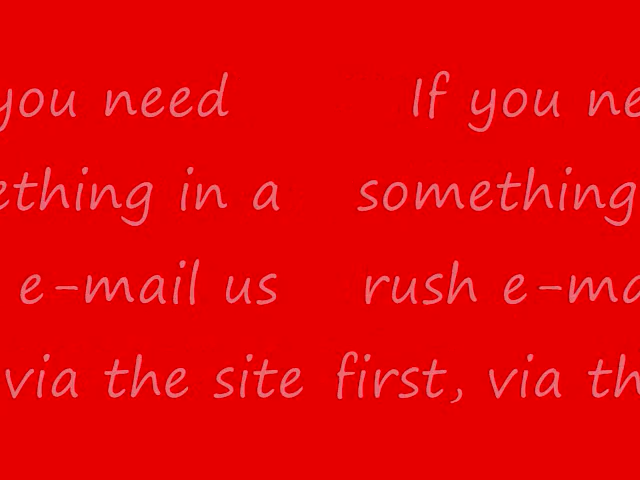 you need If you ne
ething in a something
e-mail us rush e-ma
via the site first, via th